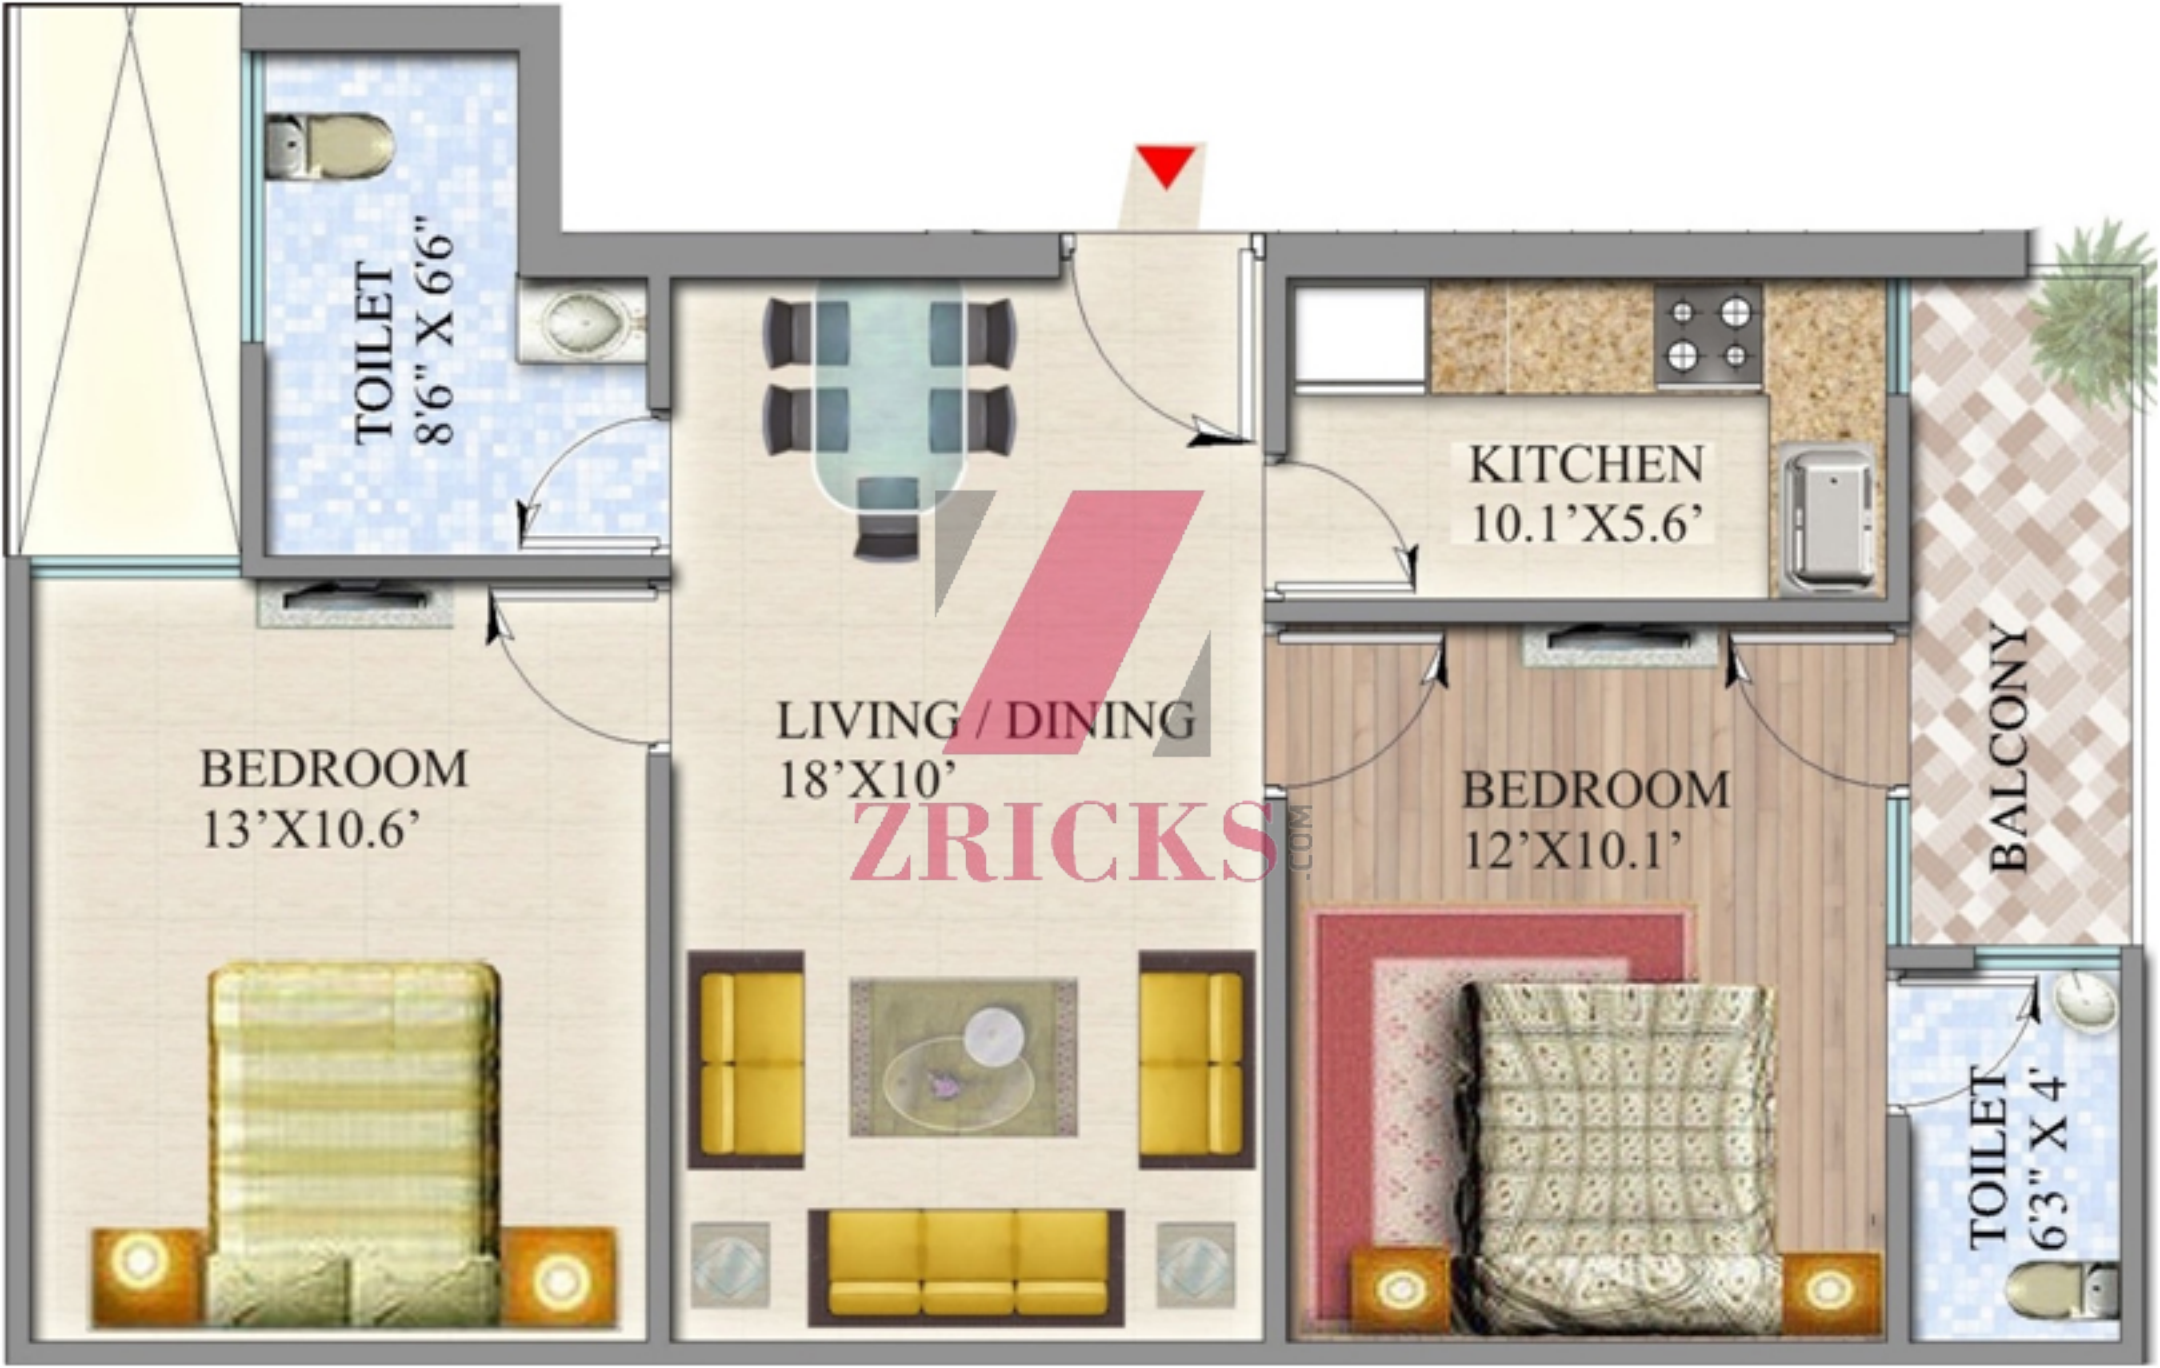 TOILET
8'6" X 6'6"
KITCHEN
10.1’X5.6’
LIVING / DINING
18’X10’
ZRICKS
.COM
BEDROOM
13’X10.6’
BEDROOM
12’X10.1’
BALCONY
TOILET
6'3" X 4'